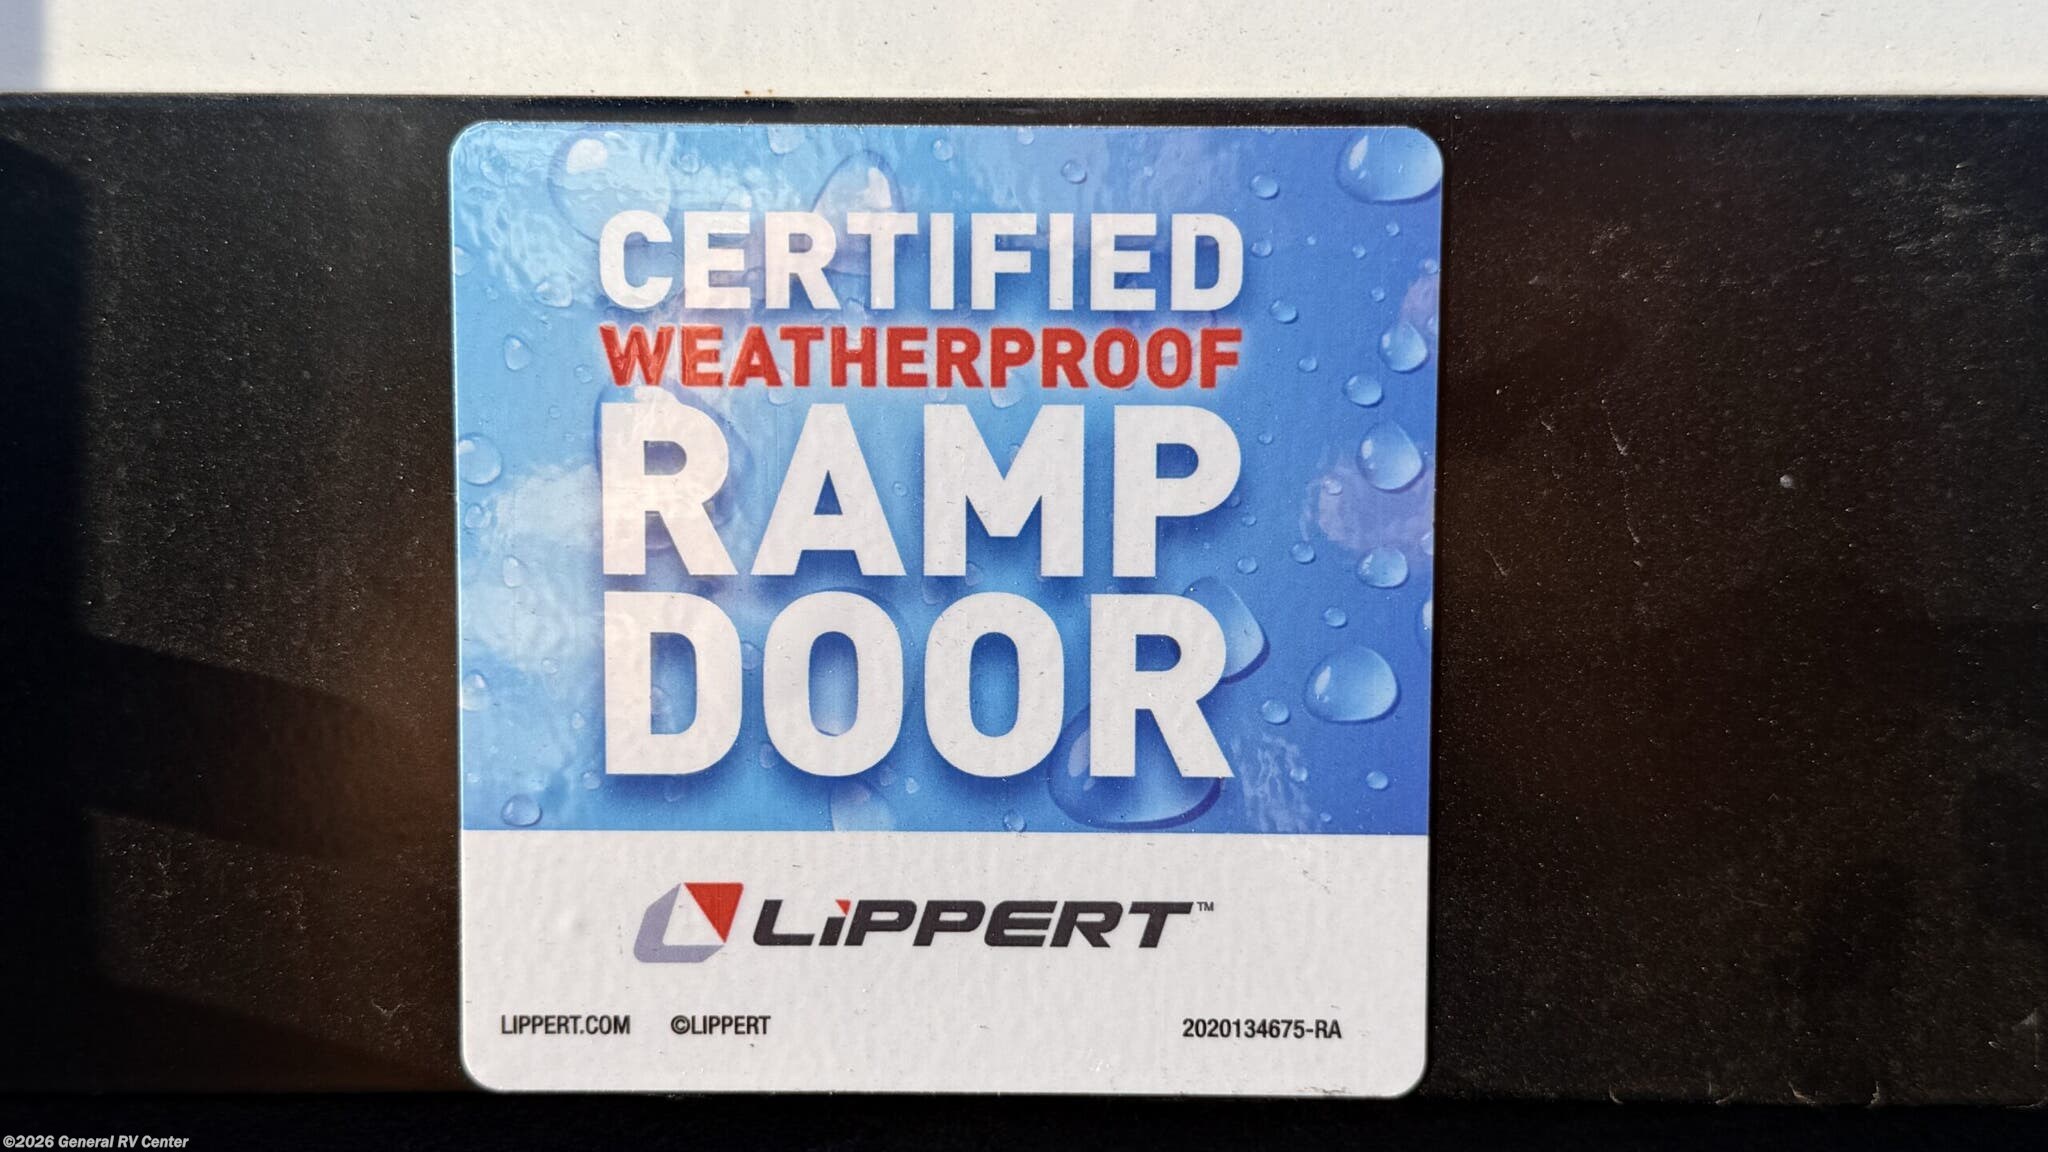 CERTIFIED
WEATHERPROOF
RAMP
DOOR
LIPPERT™
LIPPERT.COM ©LIPPERT 2020134675-RA
©2026 General RV Center